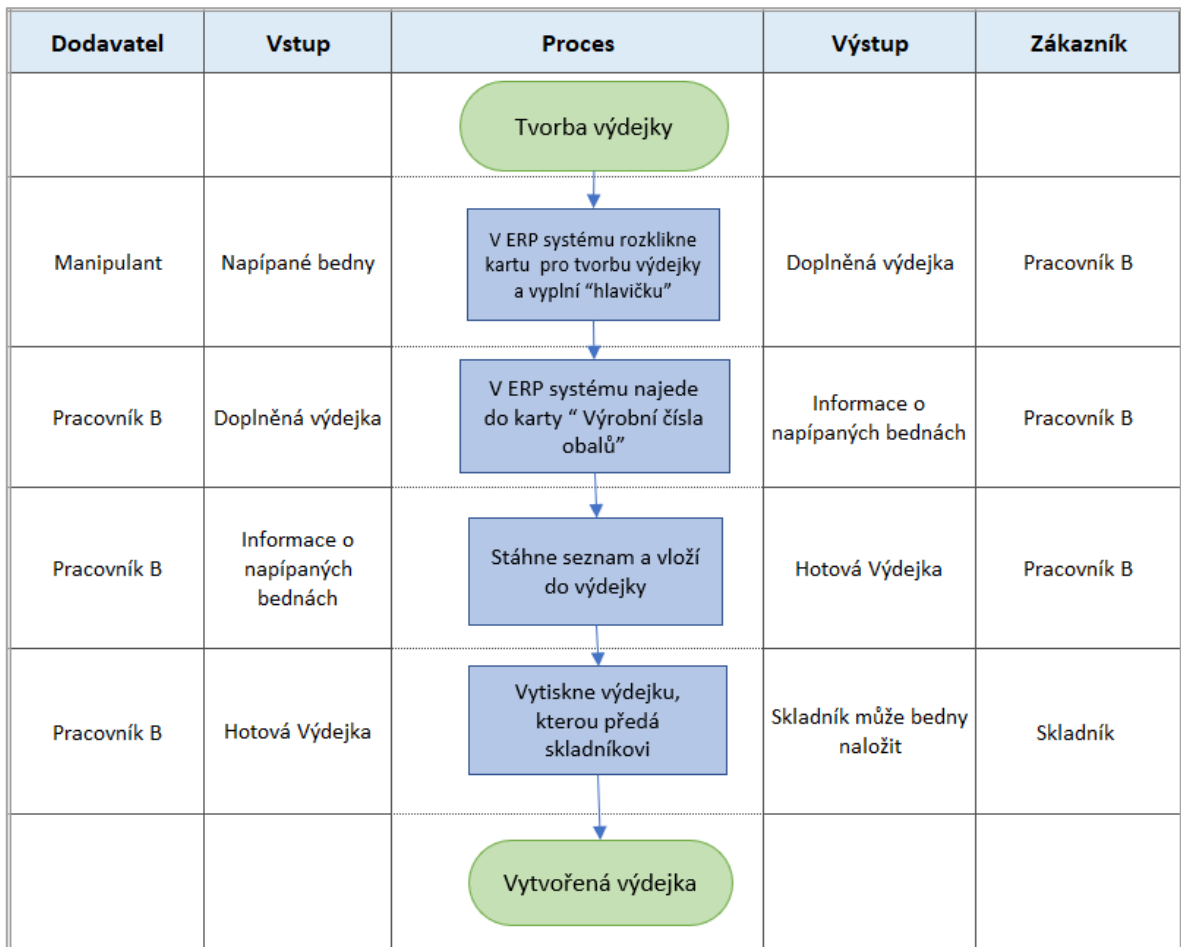 Dodavatel
Vstup
Proces
Výstup
Zákazník
Tvorba výdejky
Manipulant
Napípané bedny
V ERP systému rozklikne
kartu pro tvorbu výdejky
a vyplní “hlavičku”
Doplněná výdejka
Pracovník B
Pracovník B
Doplněná výdejka
V ERP systému najede
do karty “ Výrobní čísla
obalů”
Informace o
napípaných bednách
Pracovník B
Pracovník B
Informace o
napípaných
bednách
Stáhne seznam a vloží
do výdejky
Hotová Výdejka
Pracovník B
Pracovník B
Hotová Výdejka
Vytiskne výdejku,
kterou předá
skladníkovi
Skladník může bedny
naložit
Skladník
Vytvořená výdejka